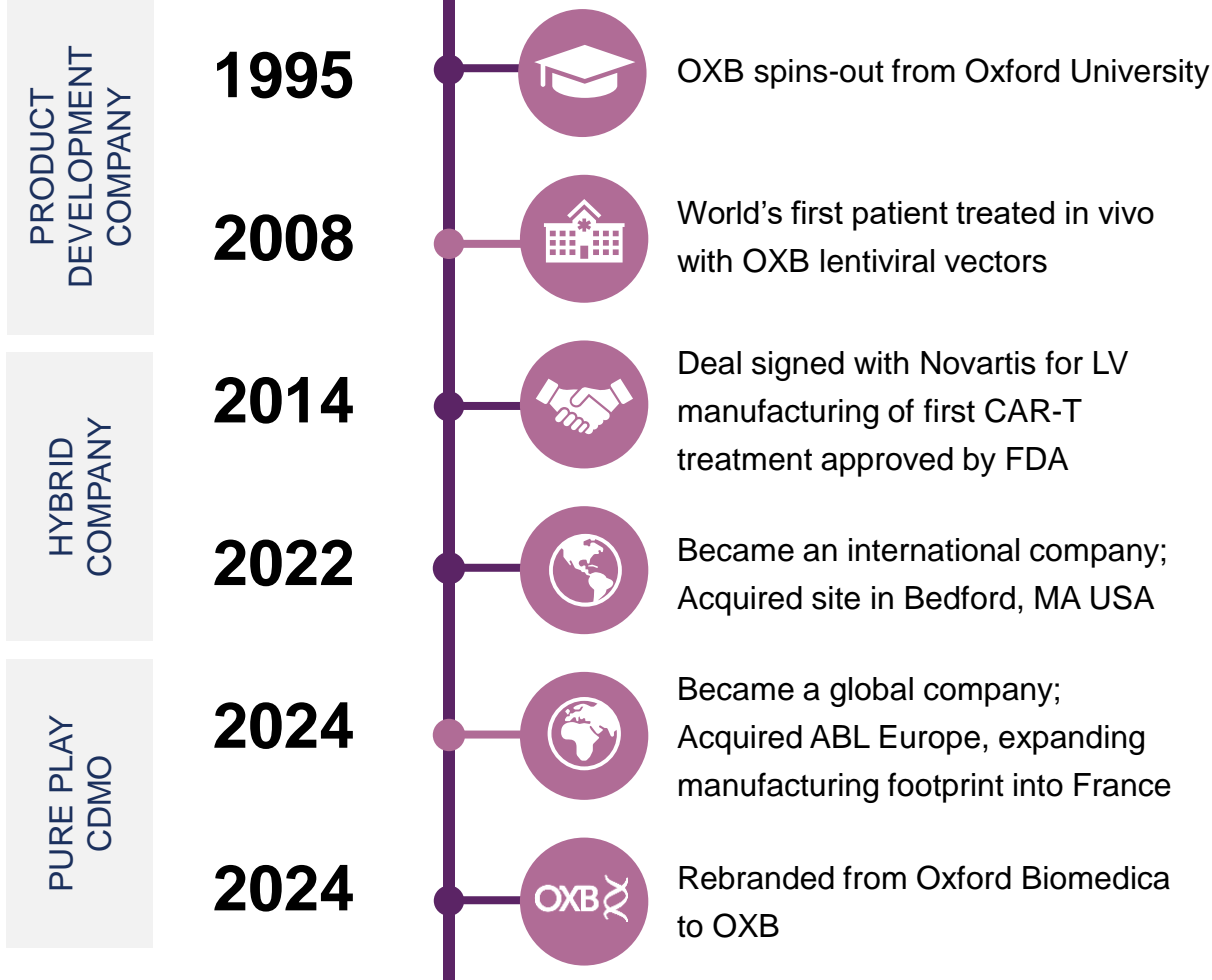 PRODUCT
DEVELOPMENT
COMPANY
1995
OXB spins-out from Oxford University
2008
World’s first patient treated in vivo
with OXB lentiviral vectors
HYBRID
COMPANY
2014
Deal signed with Novartis for LV
manufacturing of first CAR-T
treatment approved by FDA
2022
Became an international company;
Acquired site in Bedford, MA USA
PURE PLAY
CDMO
2024
Became a global company;
Acquired ABL Europe, expanding
manufacturing footprint into France
2024
OXB
Rebranded from Oxford Biomedica
to OXB